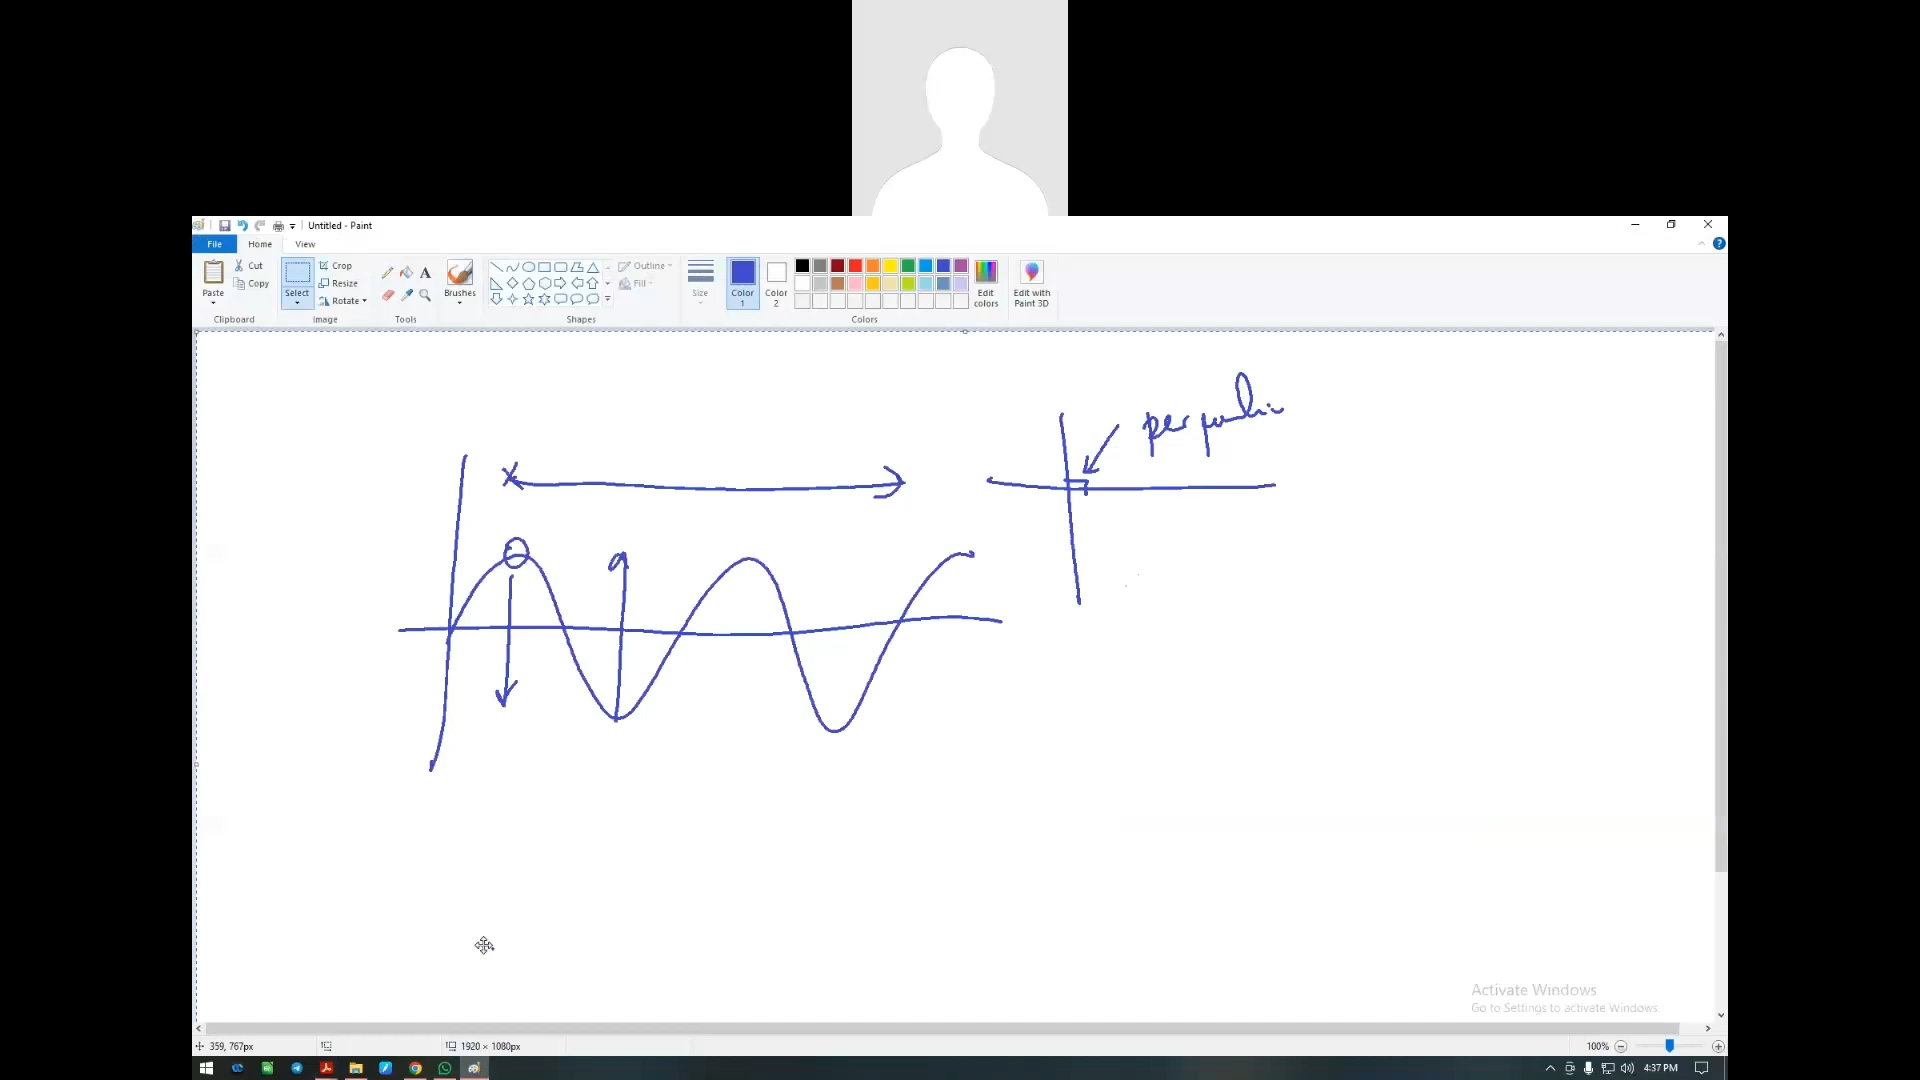 Untitled - Paint
File Home View
Paste
Cut
Copy
Clipboard
Select
Crop
Resize
Rotate
Image
A
Tools
Brushes
Outline
Fill
Shapes
Size
Color 1
Color 2
Colors
Edit colors
Edit with Paint 3D
?
Activate Windows
Go to Settings to activate Windows.
359, 767px
1920 × 1080px
100%
4:37 PM